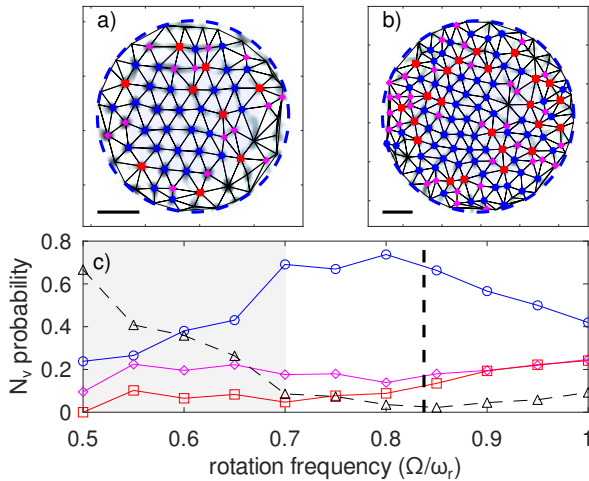 a)
b)
c)
0.8
0.6
0.4
0.2
0
N_v probability
0.5 0.6 0.7 0.8 0.9 1
rotation frequency (Ω/ω_r)